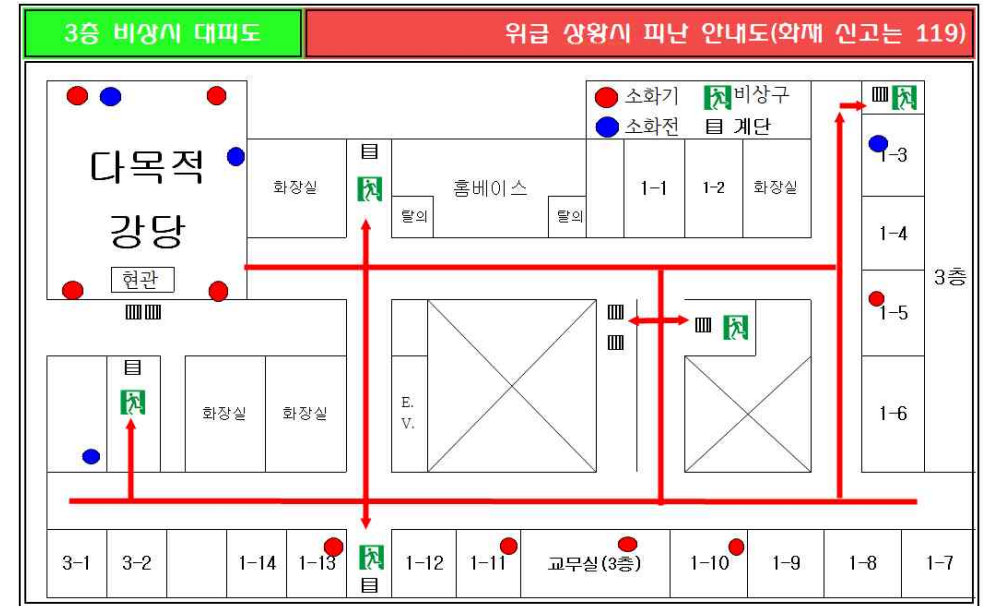 3층 비상시 대피도
위급 상황시 피난 안내도(화재 신고는 119)
소화기 비상구
소화전 계단
다목적
강당
현관
화장실
탈의
홈베이스
탈의
1-1
1-2
화장실
1-3
1-4
1-5
1-6
3층
화장실
화장실
E.
V.
3-1
3-2
1-14
1-13
1-12
1-11
교무실(3층)
1-10
1-9
1-8
1-7